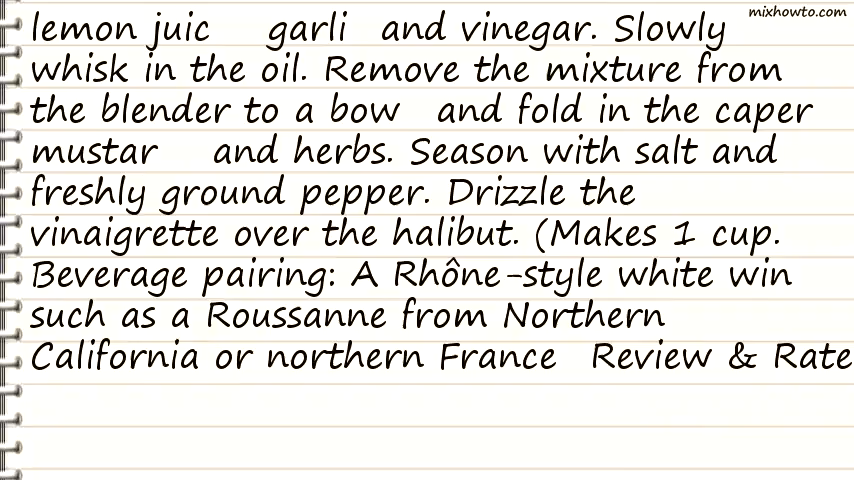 mixhowto.com
lemon juic garli and vinegar. Slowly
whisk in the oil. Remove the mixture from
the blender to a bow and fold in the caper
mustar and herbs. Season with salt and
freshly ground pepper. Drizzle the
vinaigrette over the halibut. (Makes 1 cup.
Beverage pairing: A Rhône-style white win
such as a Roussanne from Northern
California or northern France Review & Rate